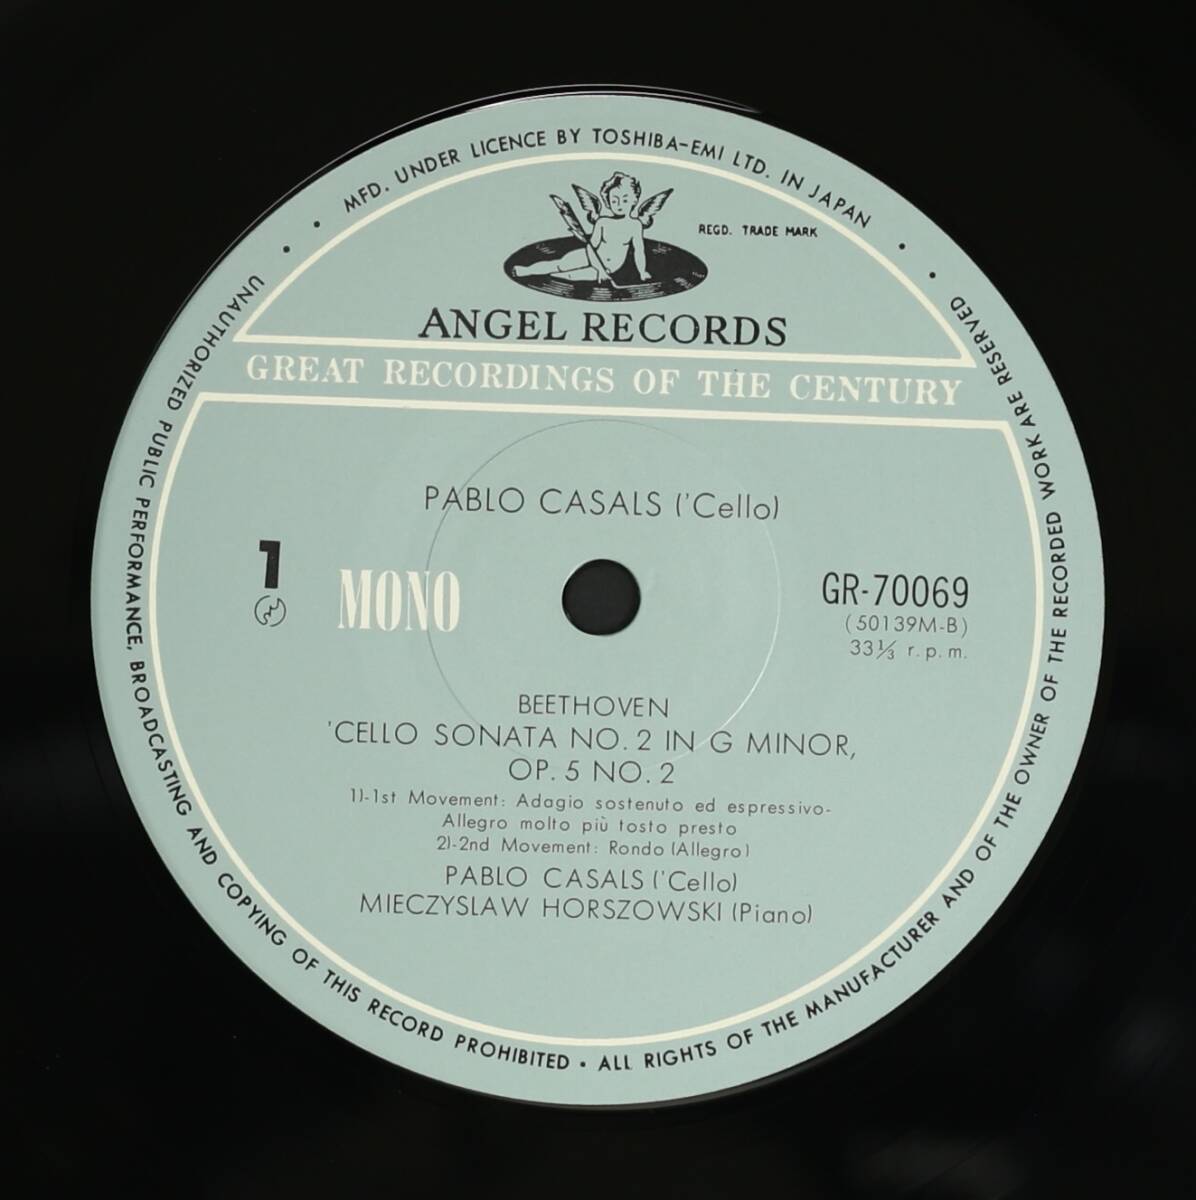 MFD. UNDER LICENCE BY TOSHIBA-EMI LTD. IN JAPAN
REGD. TRADE MARK
ANGEL RECORDS
GREAT RECORDINGS OF THE CENTURY
PABLO CASALS ('Cello)
1
MONO
GR-70069
(50139M-B)
33⅓ r.p.m.
BEETHOVEN
'CELLO SONATA NO. 2 IN G MINOR,
OP. 5 NO. 2
1)-1st Movement: Adagio sostenuto ed espressivo-
Allegro molto più tosto presto
2)-2nd Movement: Rondo (Allegro)
PABLO CASALS ('Cello)
MIECZYSLAW HORSZOWSKI (Piano)
UNAUTHORIZED PUBLIC PERFORMANCE, BROADCASTING AND COPYING OF THIS RECORD PROHIBITED • ALL RIGHTS OF THE MANUFACTURER AND OF THE OWNER OF THE RECORDED WORK ARE RESERVED